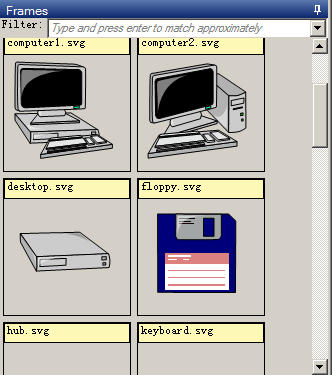 Frames
Filter: Type and press enter to match approximately
computer1.svg computer2.svg
desktop.svg floppy.svg
hub.svg keyboard.svg